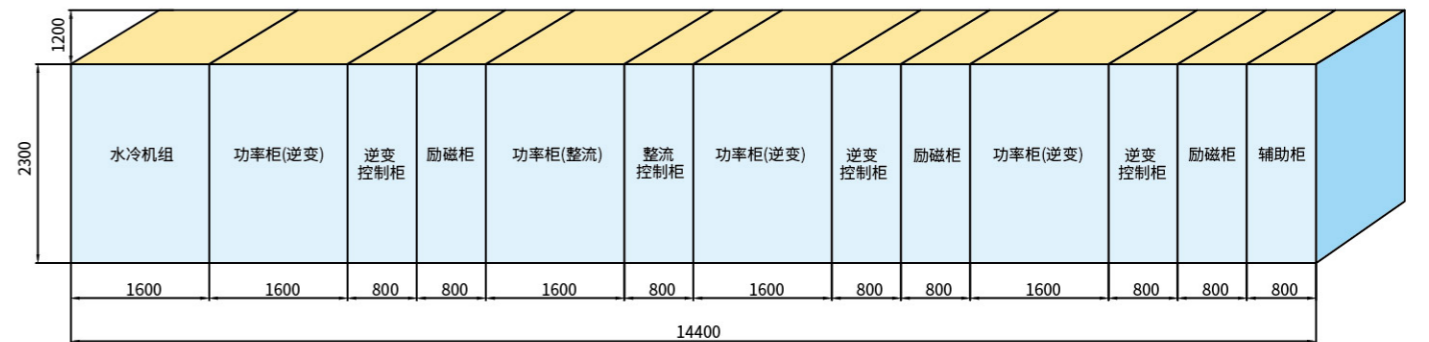 1200
2300
水冷机组
功率柜(逆变)
逆变
控制柜
励磁柜
功率柜(整流)
整流
控制柜
功率柜(逆变)
逆变
控制柜
励磁柜
功率柜(逆变)
逆变
控制柜
励磁柜
辅助柜
1600
1600
800
800
1600
800
1600
800
800
1600
800
800
800
14400